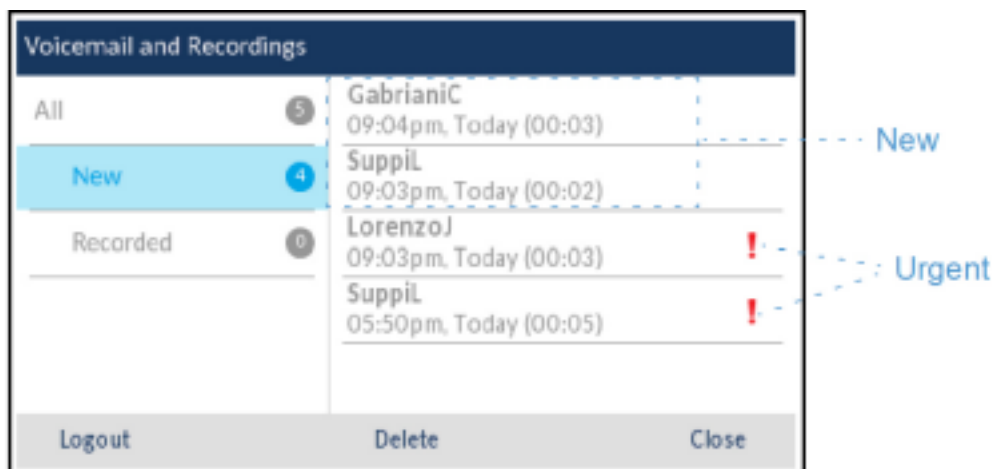 Voicemail and Recordings
All 5
New 4
Recorded 0
GabrianiC
09:04pm, Today (00:03)
SuppiL
09:03pm, Today (00:02)
LorenzoJ
09:03pm, Today (00:03)
!
SuppiL
05:50pm, Today (00:05)
!
New
Urgent
Logout Delete Close